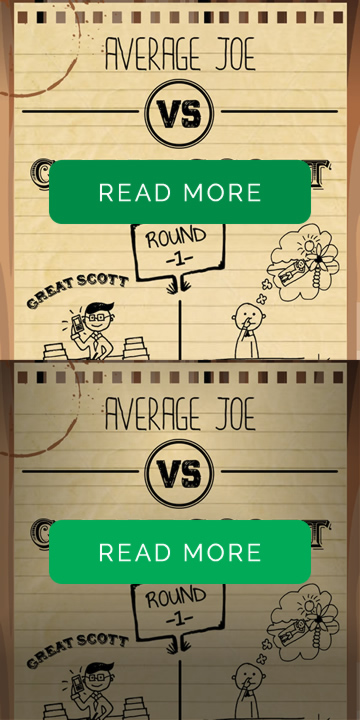 AVERAGE JOE
VS
READ MORE
ROUND
-1-
GREAT SCOTT
AVERAGE JOE
VS
READ MORE
ROUND
-1-
GREAT SCOTT